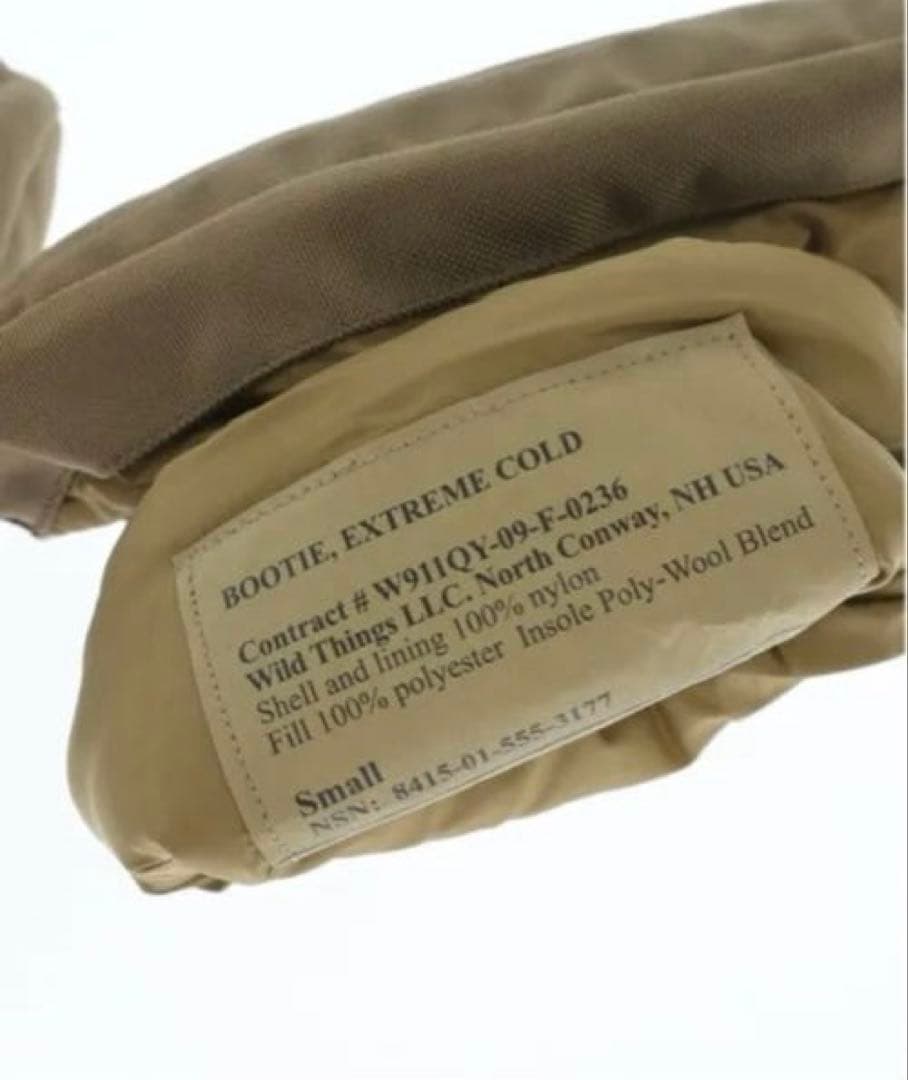 BOOTIE, EXTREME COLD
Contract # W911QY-09-F-0236
Wild Things LLC. North Conway, NH USA
Shell and lining 100% nylon
Fill 100% polyester Insole Poly-Wool Blend
Small
NSN: 8415-01-555-3177